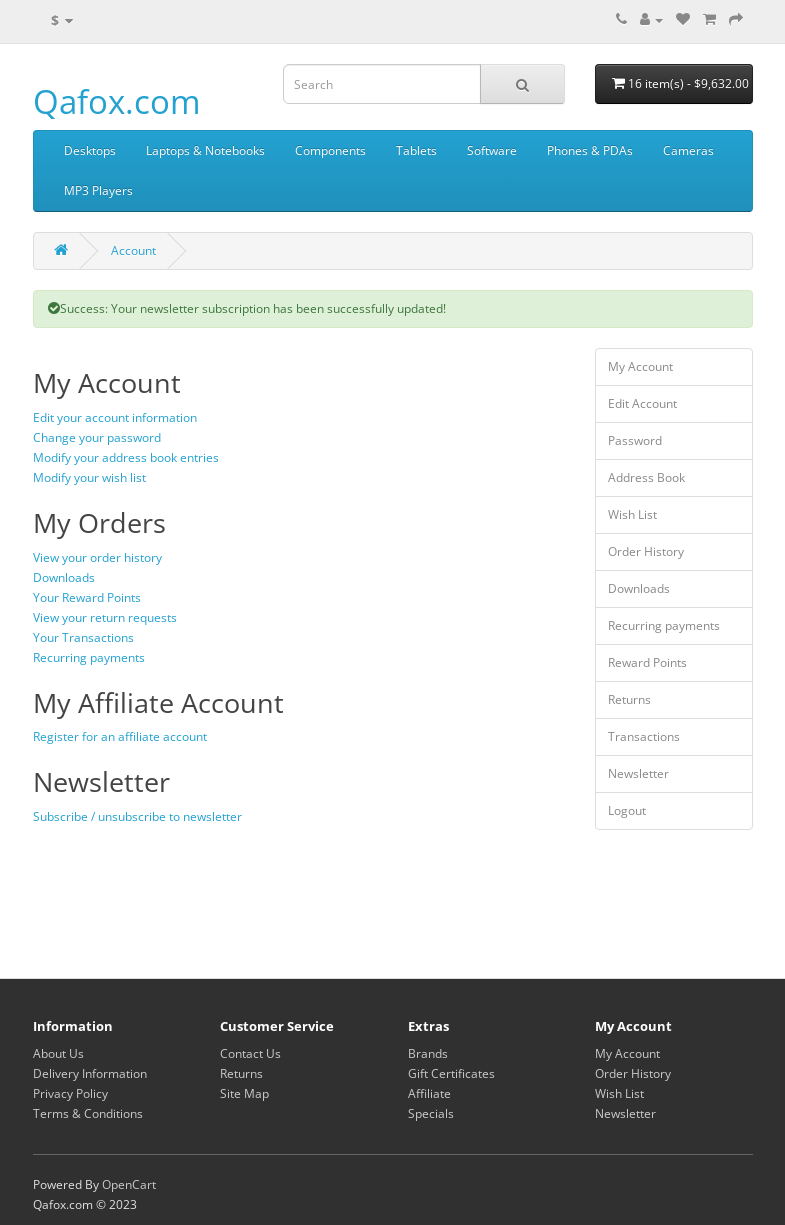 $
Qafox.com
Search
16 item(s) - $9,632.00
Desktops
Laptops & Notebooks
Components
Tablets
Software
Phones & PDAs
Cameras
MP3 Players
Account
Success: Your newsletter subscription has been successfully updated!
My Account
Edit your account information
Change your password
Modify your address book entries
Modify your wish list
My Orders
View your order history
Downloads
Your Reward Points
View your return requests
Your Transactions
Recurring payments
My Affiliate Account
Register for an affiliate account
Newsletter
Subscribe / unsubscribe to newsletter
My Account
Edit Account
Password
Address Book
Wish List
Order History
Downloads
Recurring payments
Reward Points
Returns
Transactions
Newsletter
Logout
Information
About Us
Delivery Information
Privacy Policy
Terms & Conditions
Customer Service
Contact Us
Returns
Site Map
Extras
Brands
Gift Certificates
Affiliate
Specials
My Account
My Account
Order History
Wish List
Newsletter
Powered By OpenCart
Qafox.com © 2023